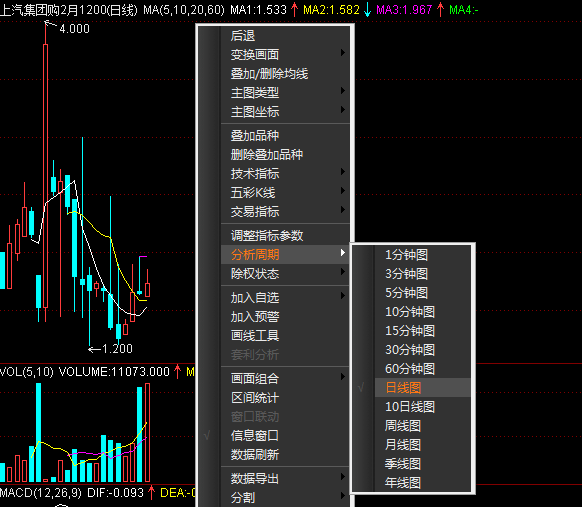 上汽集团购2月1200(日线) MA(5,10,20,60) MA1:1.533 ↑ MA2:1.582 ↓ MA3:1.967 ↑ MA4:-
4.000
1.200
VOL(5,10) VOLUME:11073.000 ↑ M
MACD(12,26,9) DIF:-0.093 ↑ DEA:-0
后退
变换画面
叠加/删除均线
主图类型
主图坐标
叠加品种
删除叠加品种
技术指标
五彩K线
交易指标
调整指标参数
分析周期
除权状态
加入自选
加入预警
画线工具
套利分析
画面组合
区间统计
窗口联动
√ 信息窗口
数据刷新
数据导出
分割
1分钟图
3分钟图
5分钟图
10分钟图
15分钟图
30分钟图
60分钟图
√ 日线图
10日线图
周线图
月线图
季线图
年线图